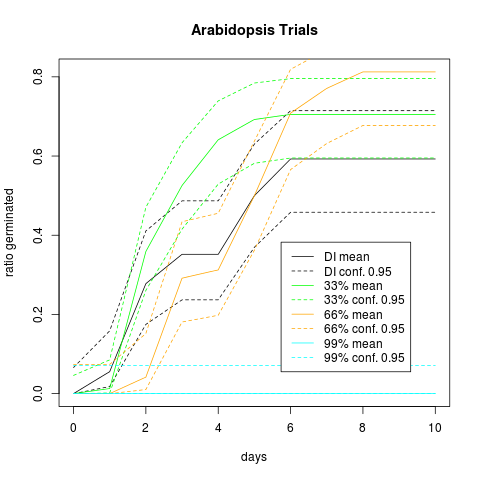 Arabidopsis Trials
ratio germinated
0.8
0.6
0.4
0.2
0.0
DI mean
DI conf. 0.95
33% mean
33% conf. 0.95
66% mean
66% conf. 0.95
99% mean
99% conf. 0.95
0 2 4 6 8 10
days